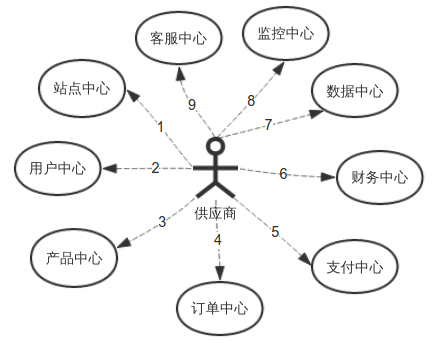 监控中心
客服中心
数据中心
站点中心
9
8
7
1
用户中心
2
6
财务中心
供应商
3
4
5
产品中心
支付中心
订单中心